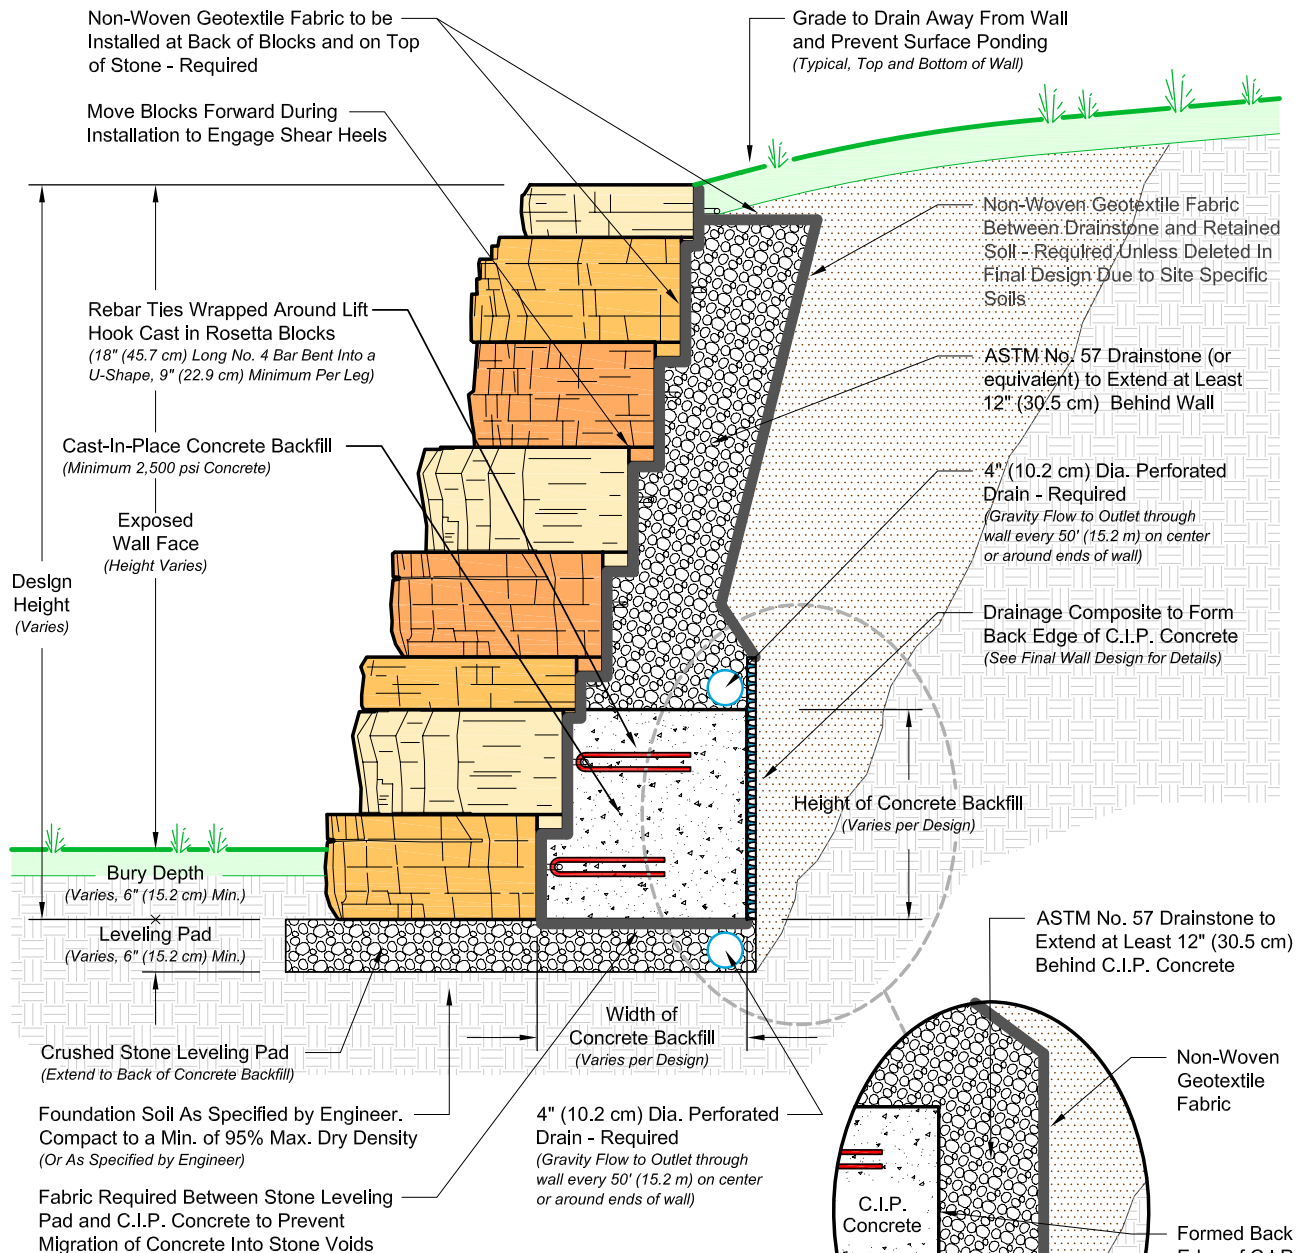 Non-Woven Geotextile Fabric to be
Installed at Back of Blocks and on Top
of Stone - Required
Grade to Drain Away From Wall
and Prevent Surface Ponding
(Typical, Top and Bottom of Wall)
Move Blocks Forward During
Installation to Engage Shear Heels
Non-Woven Geotextile Fabric
Between Drainstone and Retained
Soil - Required Unless Deleted In
Final Design Due to Site Specific
Soils
Rebar Ties Wrapped Around Lift
Hook Cast in Rosetta Blocks
(18" (45.7 cm) Long No. 4 Bar Bent Into a
U-Shape, 9" (22.9 cm) Minimum Per Leg)
ASTM No. 57 Drainstone (or
equivalent) to Extend at Least
12" (30.5 cm) Behind Wall
Cast-In-Place Concrete Backfill
(Minimum 2,500 psi Concrete)
4" (10.2 cm) Dia. Perforated
Drain - Required
(Gravity Flow to Outlet through
wall every 50' (15.2 m) on center
or around ends of wall)
Exposed
Wall Face
(Height Varies)
Design
Height
(Varies)
Drainage Composite to Form
Back Edge of C.I.P. Concrete
(See Final Wall Design for Details)
Height of Concrete Backfill
(Varies per Design)
Bury Depth
(Varies, 6" (15.2 cm) Min.)
Leveling Pad
(Varies, 6" (15.2 cm) Min.)
ASTM No. 57 Drainstone to
Extend at Least 12" (30.5 cm)
Behind C.I.P. Concrete
Width of
Concrete Backfill
(Varies per Design)
Crushed Stone Leveling Pad
(Extend to Back of Concrete Backfill)
Non-Woven
Geotextile
Fabric
Foundation Soil As Specified by Engineer.
Compact to a Min. of 95% Max. Dry Density
(Or As Specified by Engineer)
4" (10.2 cm) Dia. Perforated
Drain - Required
(Gravity Flow to Outlet through
wall every 50' (15.2 m) on center
or around ends of wall)
Fabric Required Between Stone Leveling
Pad and C.I.P. Concrete to Prevent
Migration of Concrete Into Stone Voids
C.I.P.
Concrete
Formed Back
Edge of C.I.P.